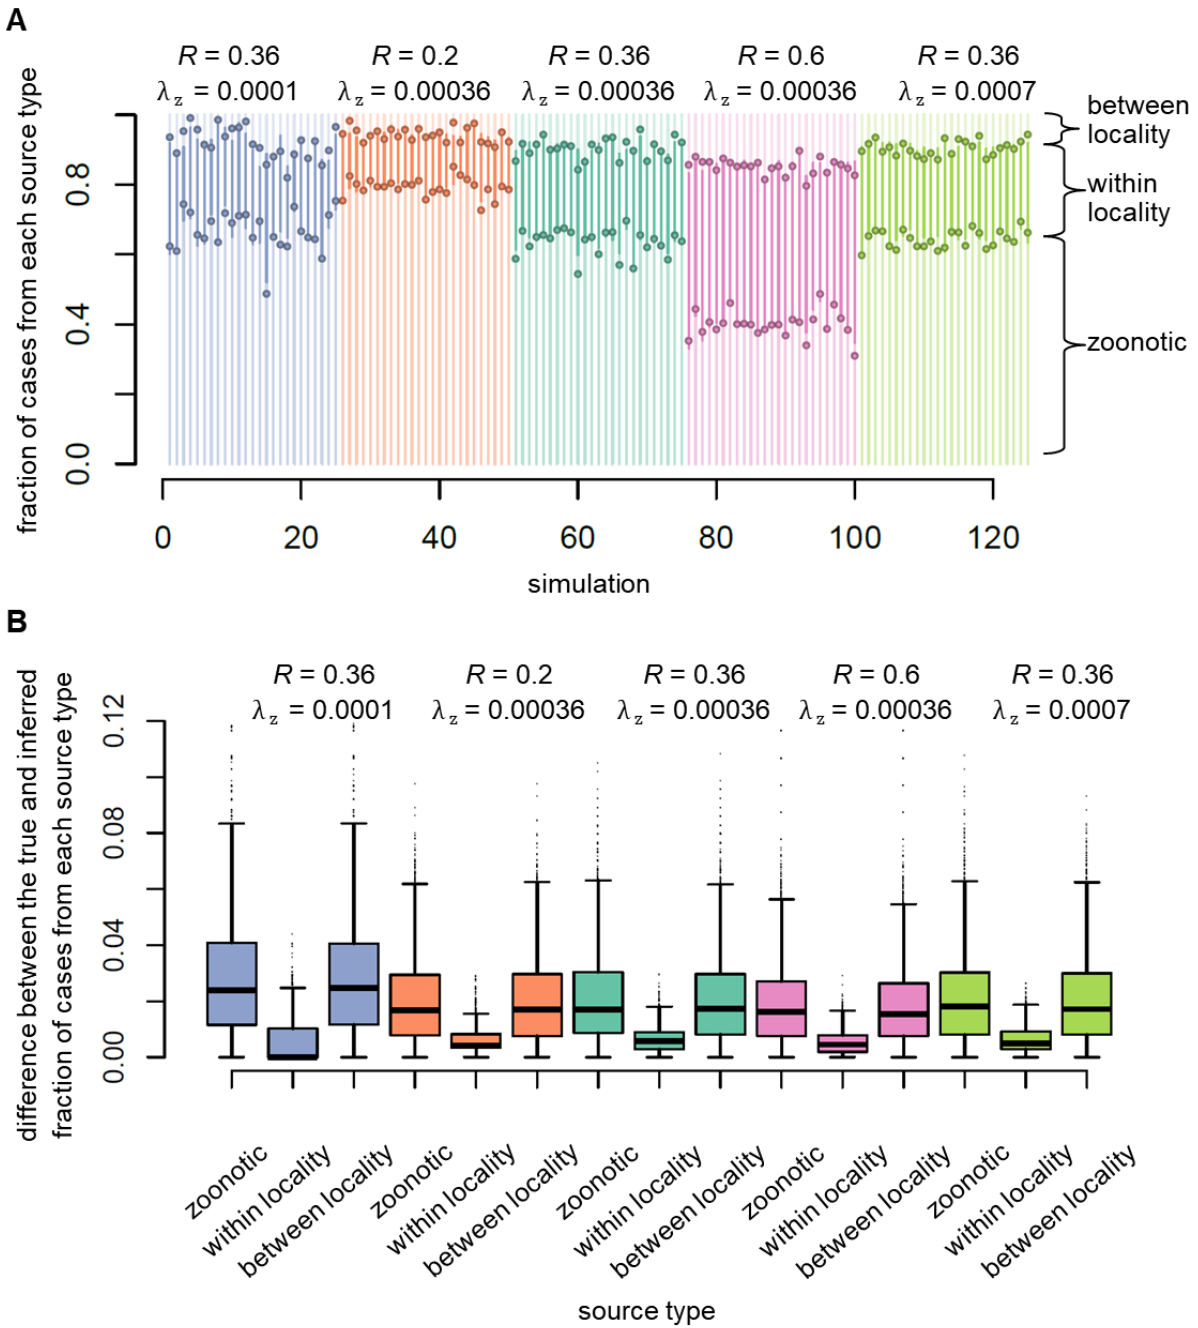 A
R = 0.36 R = 0.2 R = 0.36 R = 0.6 R = 0.36
λz = 0.0001 λz = 0.00036 λz = 0.00036 λz = 0.00036 λz = 0.0007
fraction of cases from each source type
0.0 0.4 0.8
between
locality
within
locality
zoonotic
0 20 40 60 80 100 120
simulation
B
R = 0.36 R = 0.2 R = 0.36 R = 0.6 R = 0.36
λz = 0.0001 λz = 0.00036 λz = 0.00036 λz = 0.00036 λz = 0.0007
difference between the true and inferred
fraction of cases from each source type
0.00 0.04 0.08 0.12
zoonotic
within locality
between locality
zoonotic
within locality
between locality
zoonotic
within locality
between locality
zoonotic
within locality
between locality
zoonotic
within locality
between locality
source type